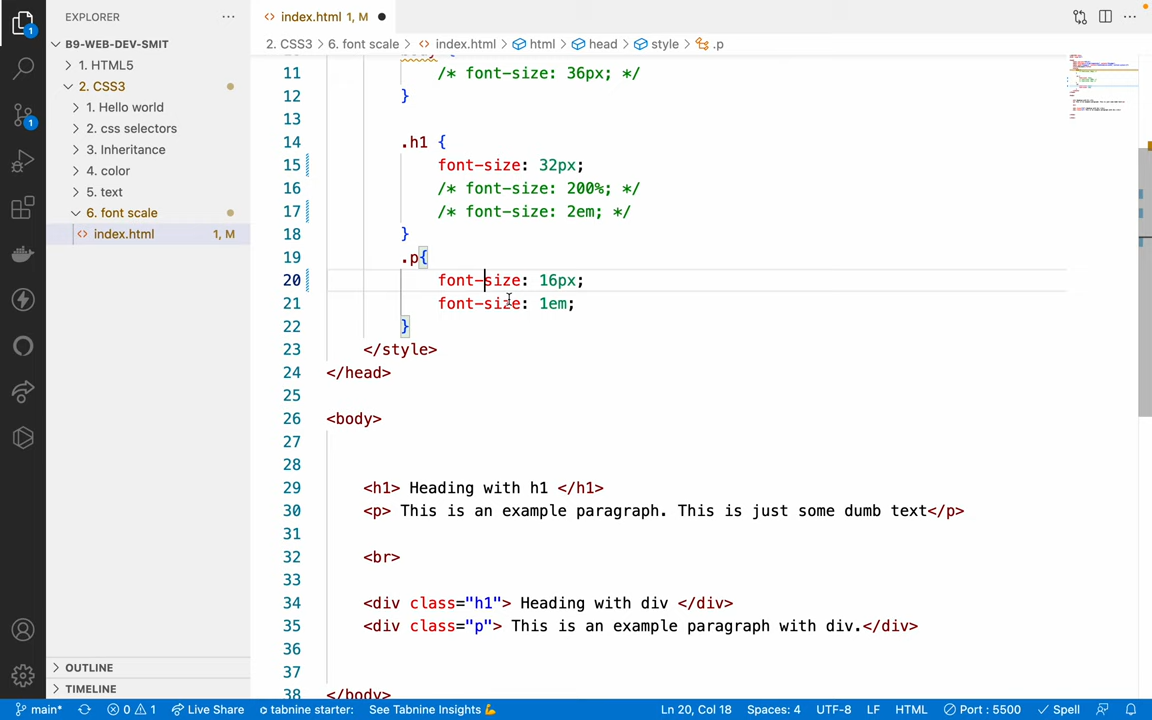 EXPLORER
index.html 1, M
B9-WEB-DEV-SMIT
1. HTML5
2. CSS3
1. Hello world
2. css selectors
3. Inheritance
4. color
5. text
6. font scale
index.html 1, M
OUTLINE
TIMELINE
2. CSS3 > 6. font scale > index.html > html > head > style > .p
11 /* font-size: 36px; */
12 }
13
14 .h1 {
15 font-size: 32px;
16 /* font-size: 200%; */
17 /* font-size: 2em; */
18 }
19 .p{
20 font-size: 16px;
21 font-size: 1em;
22 }
23 </style>
24 </head>
25
26 <body>
27
28
29 <h1> Heading with h1 </h1>
30 <p> This is an example paragraph. This is just some dumb text</p>
31
32 <br>
33
34 <div class="h1"> Heading with div </div>
35 <div class="p"> This is an example paragraph with div.</div>
36
37
38 </body>
1
1
main* 0 1 Live Share tabnine starter: See Tabnine Insights Ln 20, Col 18 Spaces: 4 UTF-8 LF HTML Port : 5500 Spell